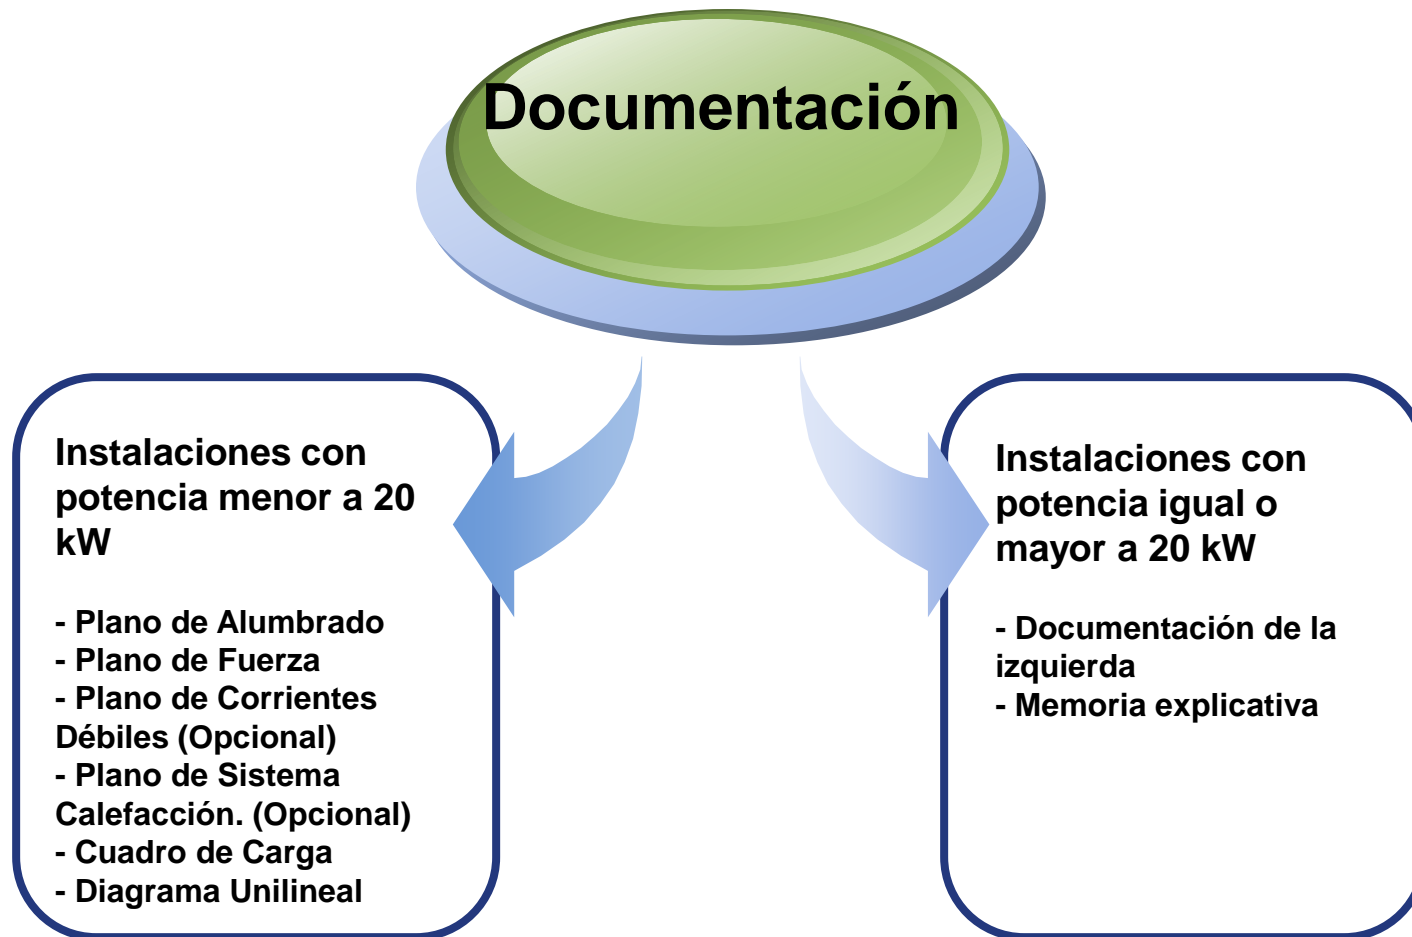 Documentación
Instalaciones con
potencia menor a 20
kW
- Plano de Alumbrado
- Plano de Fuerza
- Plano de Corrientes
Débiles (Opcional)
- Plano de Sistema
Calefacción. (Opcional)
- Cuadro de Carga
- Diagrama Unilineal
Instalaciones con
potencia igual o
mayor a 20 kW
- Documentación de la
izquierda
- Memoria explicativa